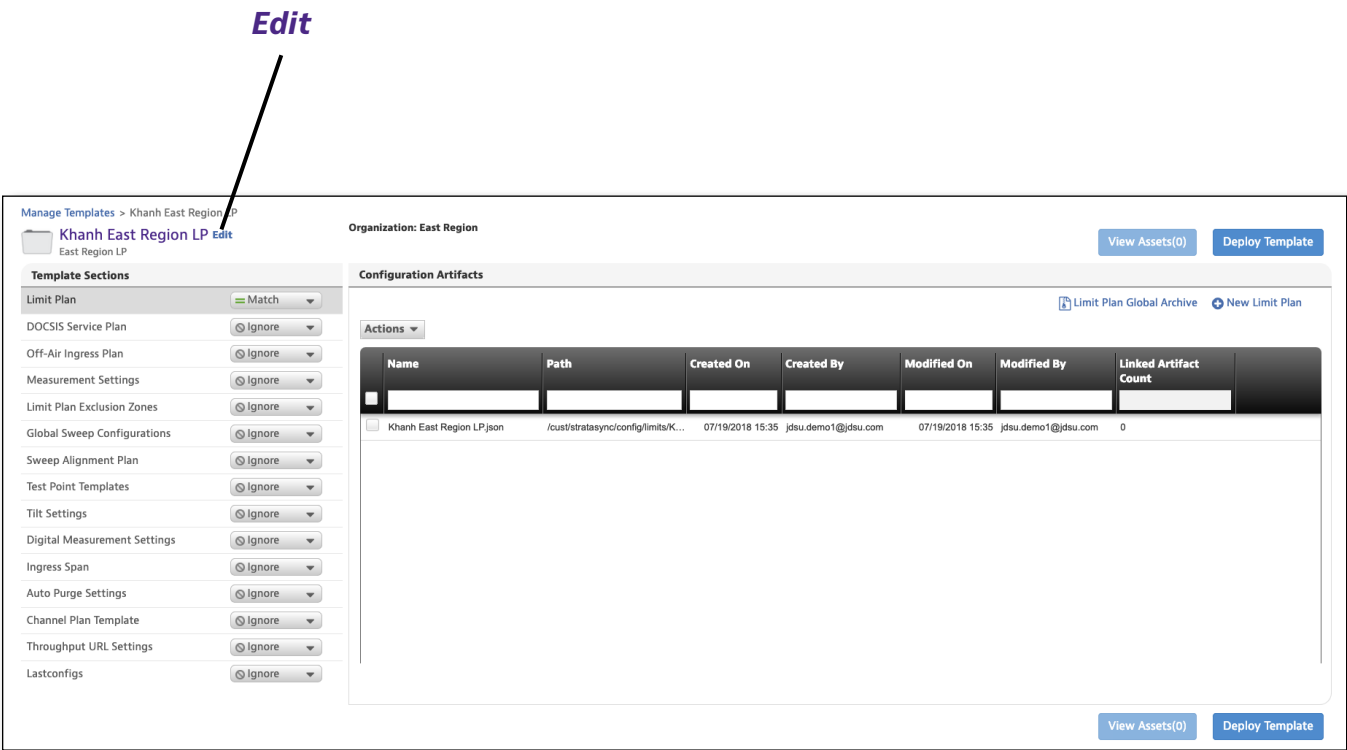 Edit
Manage Templates > Khanh East Region LP
Khanh East Region LP Edit
East Region LP
Organization: East Region
View Assets(0) Deploy Template
Template Sections
Configuration Artifacts
Limit Plan Match
Limit Plan Global Archive New Limit Plan
DOCSIS Service Plan Ignore
Actions
Off-Air Ingress Plan Ignore
Measurement Settings Ignore
Limit Plan Exclusion Zones Ignore
Global Sweep Configurations Ignore
Sweep Alignment Plan Ignore
Test Point Templates Ignore
Tilt Settings Ignore
Digital Measurement Settings Ignore
Ingress Span Ignore
Auto Purge Settings Ignore
Channel Plan Template Ignore
Throughput URL Settings Ignore
Lastconfigs Ignore
Name Path Created On Created By Modified On Modified By Linked Artifact
Count
Khanh East Region LP.json /cust/stratasync/config/limits/K... 07/19/2018 15:35 jdsu.demo1@jdsu.com 07/19/2018 15:35 jdsu.demo1@jdsu.com 0
View Assets(0) Deploy Template